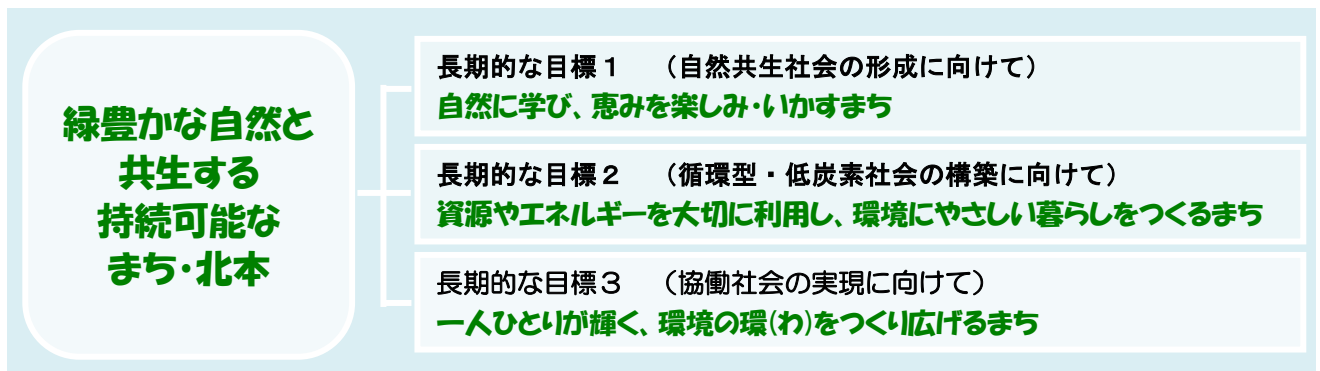 緑豊かな自然と
共生する
持続可能な
まち・北本
長期的な目標１　（自然共生社会の形成に向けて）
自然に学び、恵みを楽しみ・いかすまち
長期的な目標２　（循環型・低炭素社会の構築に向けて）
資源やエネルギーを大切に利用し、環境にやさしい暮らしをつくるまち
長期的な目標３　（協働社会の実現に向けて）
一人ひとりが輝く、環境の環(わ)をつくり広げるまち